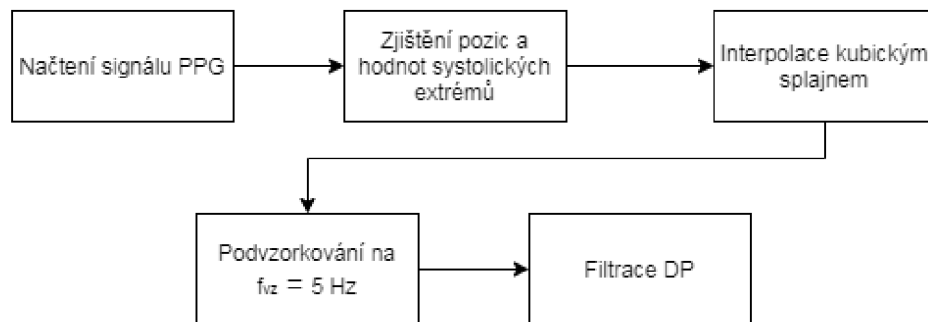 Načtení signálu PPG
Zjištění pozic a
hodnot systolických
extrémů
Interpolace kubickým
splajnem
Podvzorkování na
fvz = 5 Hz
Filtrace DP